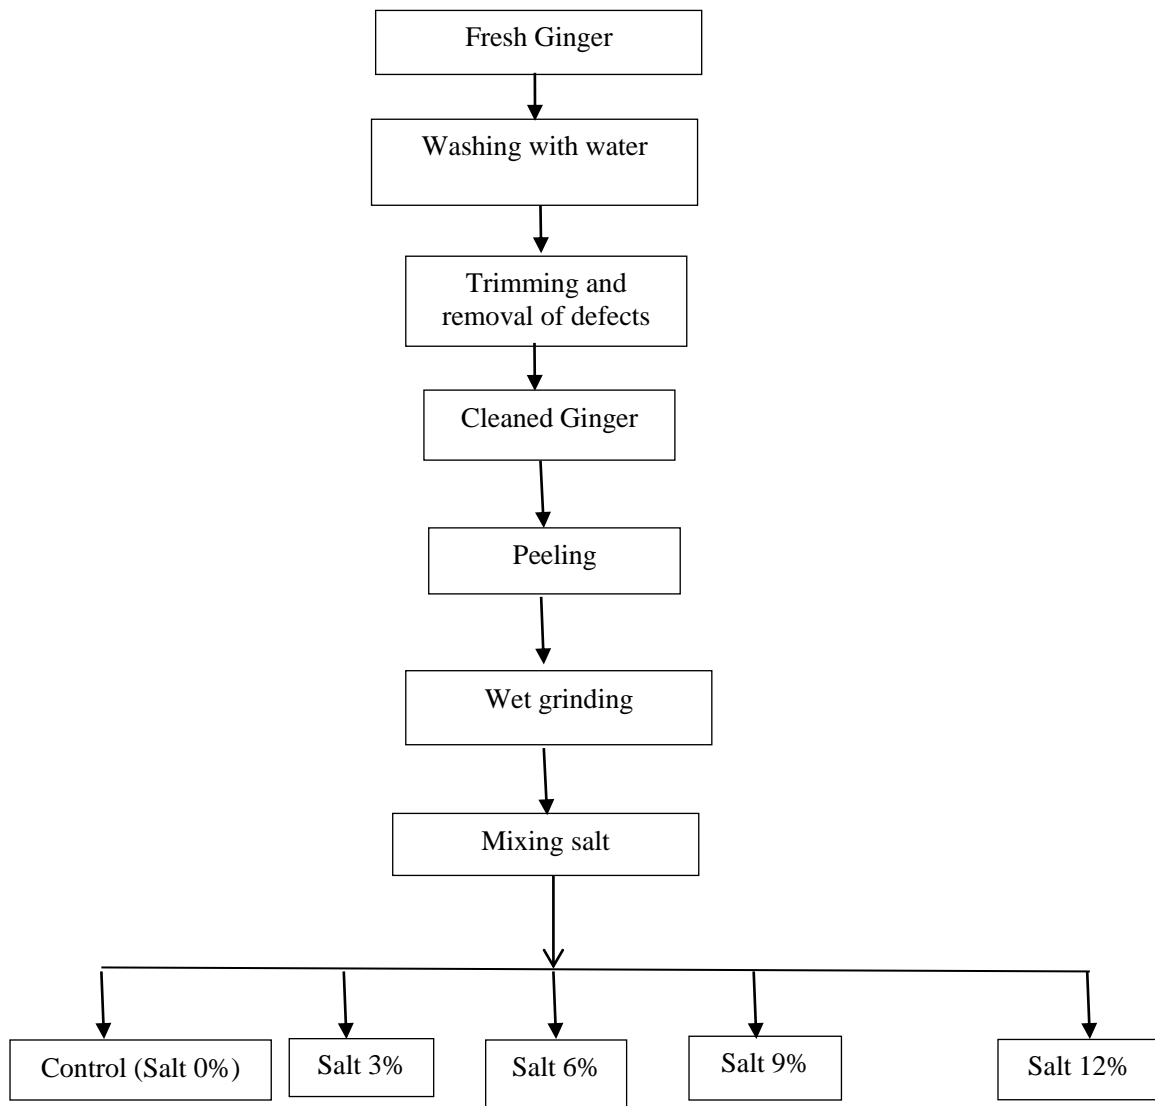 Fresh Ginger
Washing with water
Trimming and
removal of defects
Cleaned Ginger
Peeling
Wet grinding
Mixing salt
Control (Salt 0%)
Salt 3%
Salt 6%
Salt 9%
Salt 12%